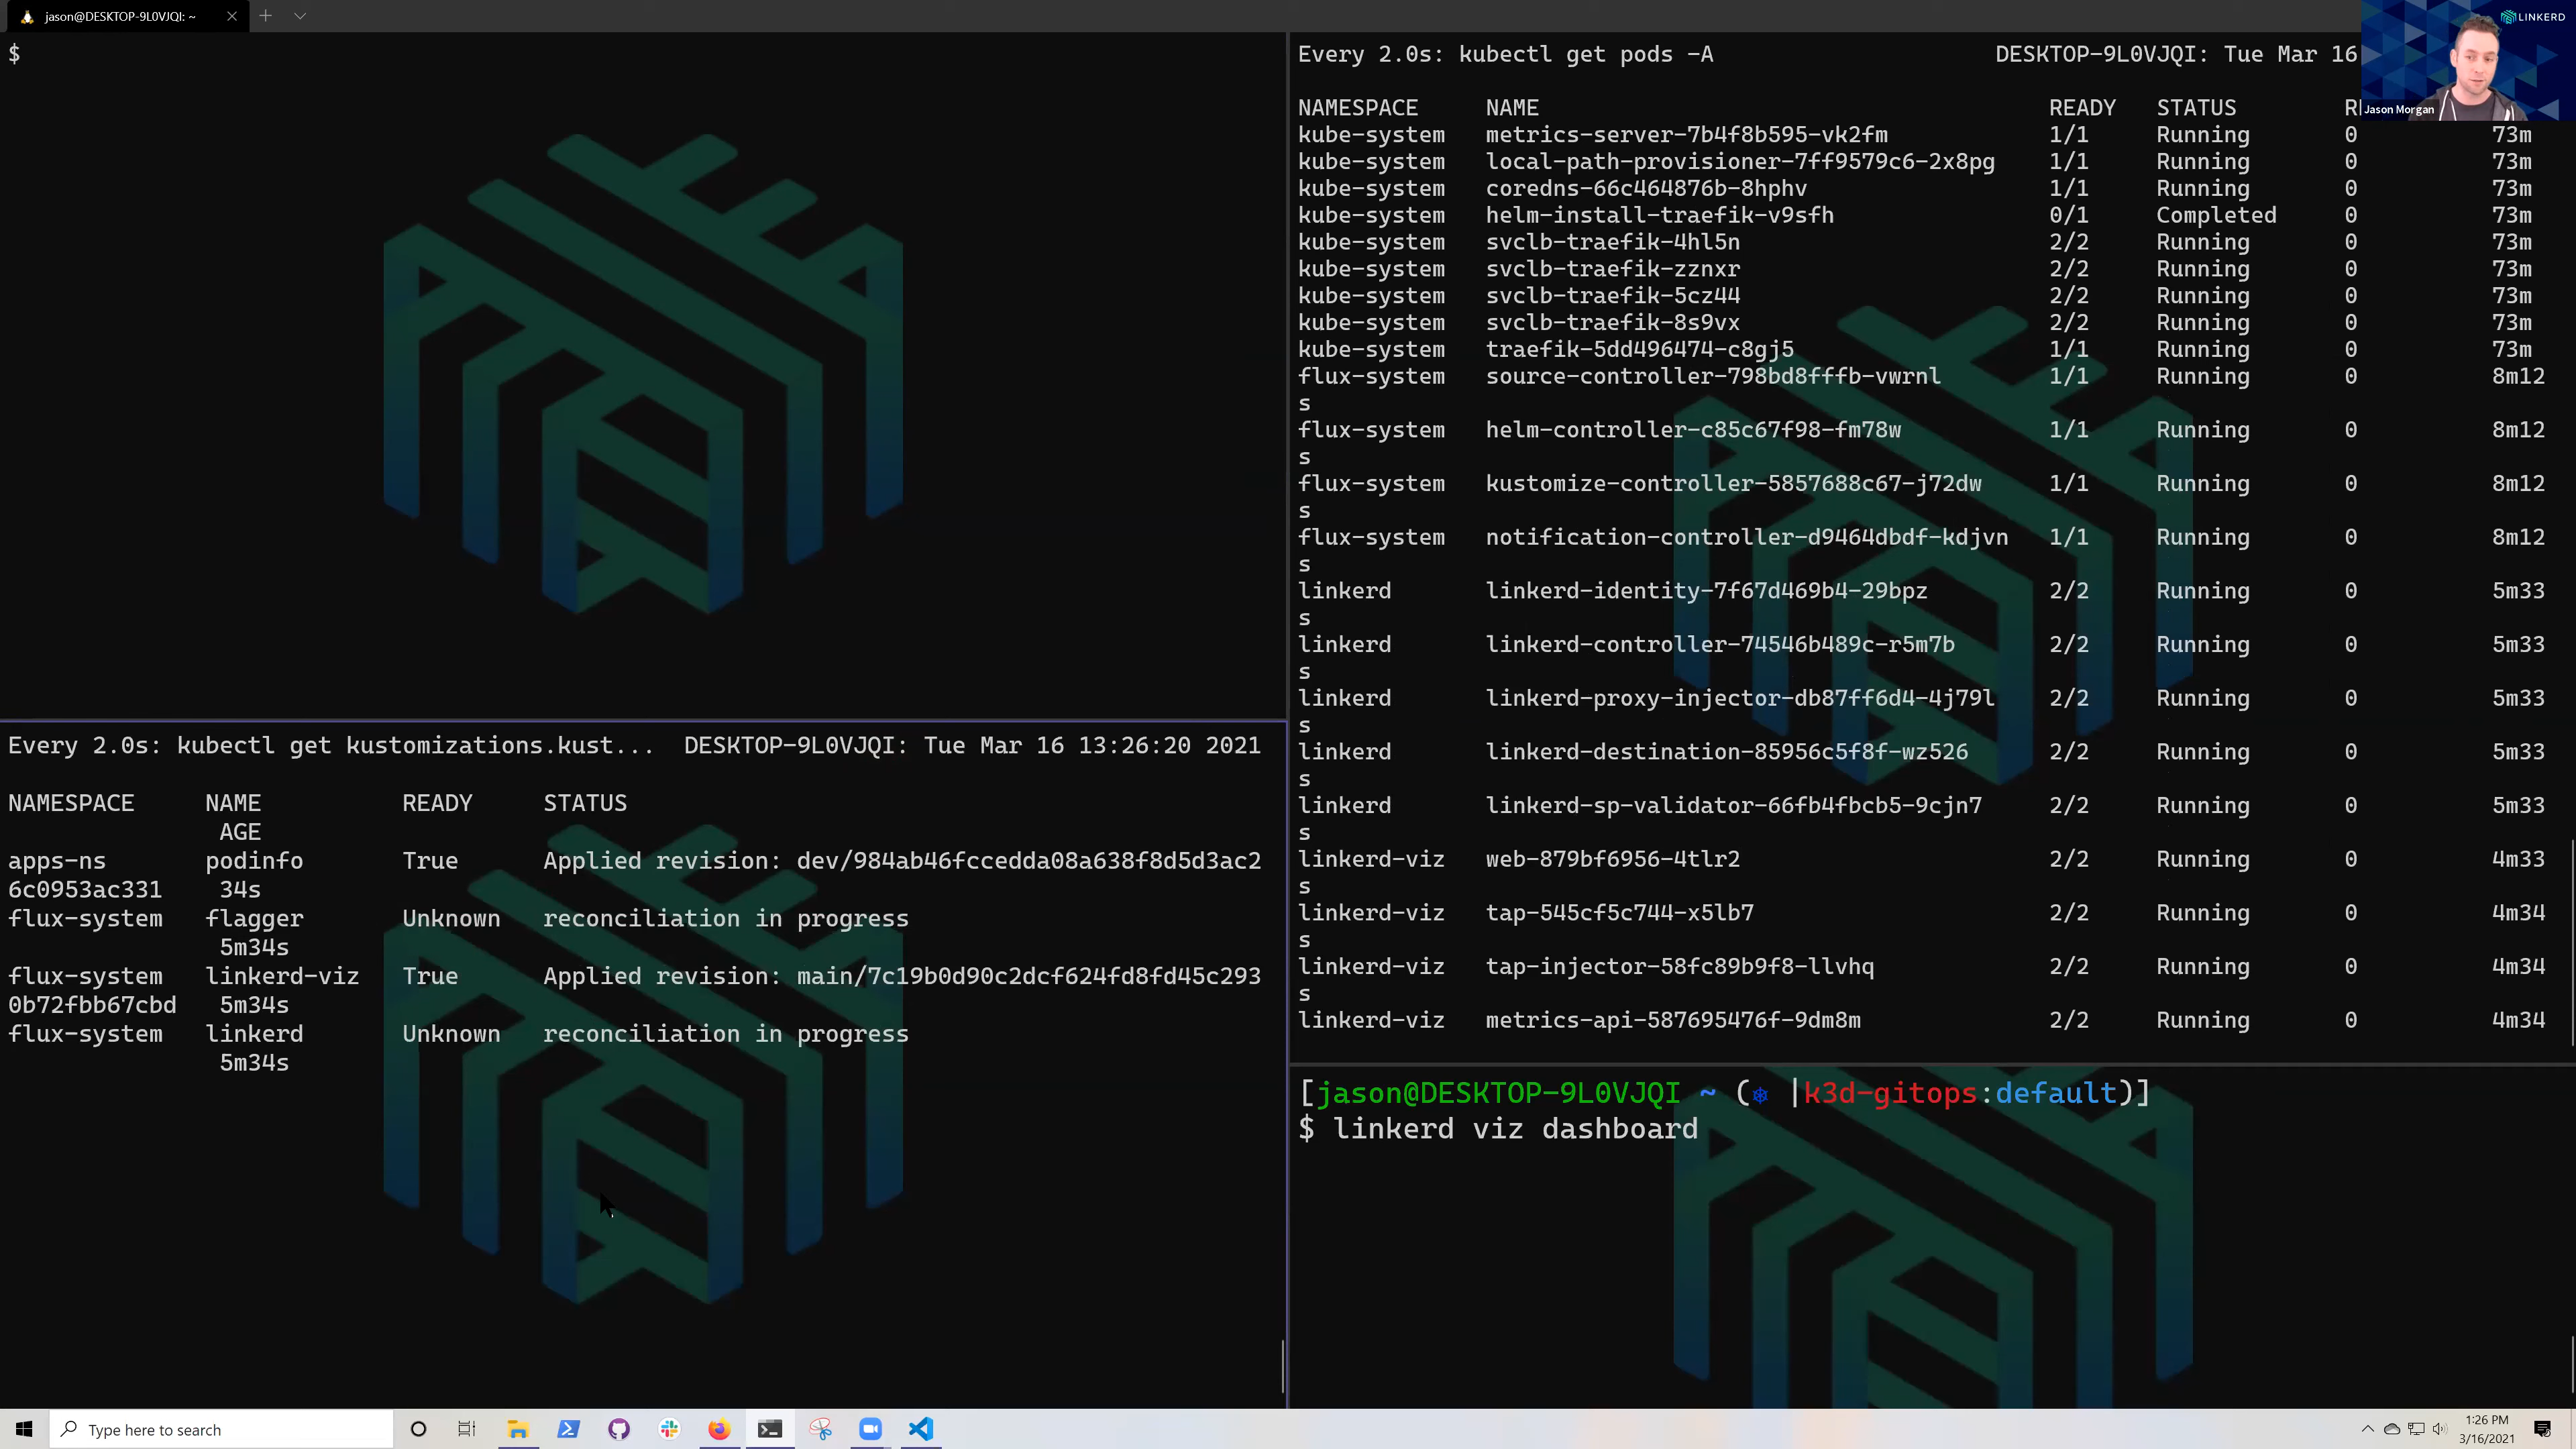 jason@DESKTOP-9L0VJQI: ~
$
Every 2.0s: kubectl get pods -A DESKTOP-9L0VJQI: Tue Mar 16
LINKERD
Jason Morgan
NAMESPACE NAME READY STATUS
kube-system metrics-server-7b4f8b595-vk2fm 1/1 Running 0 73m
kube-system local-path-provisioner-7ff9579c6-2x8pg 1/1 Running 0 73m
kube-system coredns-66c464876b-8hphv 1/1 Running 0 73m
kube-system helm-install-traefik-v9sfh 0/1 Completed 0 73m
kube-system svclb-traefik-4hl5n 2/2 Running 0 73m
kube-system svclb-traefik-zznxr 2/2 Running 0 73m
kube-system svclb-traefik-5cz44 2/2 Running 0 73m
kube-system svclb-traefik-8s9vx 2/2 Running 0 73m
kube-system traefik-5dd496474-c8gj5 1/1 Running 0 73m
flux-system source-controller-798bd8fffb-vwrnl 1/1 Running 0 8m12
s
flux-system helm-controller-c85c67f98-fm78w 1/1 Running 0 8m12
s
flux-system kustomize-controller-5857688c67-j72dw 1/1 Running 0 8m12
s
flux-system notification-controller-d9464dbdf-kdjvn 1/1 Running 0 8m12
s
linkerd linkerd-identity-7f67d469b4-29bpz 2/2 Running 0 5m33
s
linkerd linkerd-controller-74546b489c-r5m7b 2/2 Running 0 5m33
s
linkerd linkerd-proxy-injector-db87ff6d4-4j79l 2/2 Running 0 5m33
s
linkerd linkerd-destination-85956c5f8f-wz526 2/2 Running 0 5m33
s
linkerd linkerd-sp-validator-66fb4fbcb5-9cjn7 2/2 Running 0 5m33
s
linkerd-viz web-879bf6956-4tlr2 2/2 Running 0 4m33
s
linkerd-viz tap-545cf5c744-x5lb7 2/2 Running 0 4m34
s
linkerd-viz tap-injector-58fc89b9f8-llvhq 2/2 Running 0 4m34
s
linkerd-viz metrics-api-587695476f-9dm8m 2/2 Running 0 4m34
Every 2.0s: kubectl get kustomizations.kust... DESKTOP-9L0VJQI: Tue Mar 16 13:26:20 2021
NAMESPACE NAME READY STATUS
AGE
apps-ns podinfo True Applied revision: dev/984ab46fccedda08a638f8d5d3ac2
6c0953ac331 34s
flux-system flagger Unknown reconciliation in progress
5m34s
flux-system linkerd-viz True Applied revision: main/7c19b0d90c2dcf624fd8fd45c293
0b72fbb67cbd 5m34s
flux-system linkerd Unknown reconciliation in progress
5m34s
[jason@DESKTOP-9L0VJQI ~ (⎈ |k3d-gitops:default)]
$ linkerd viz dashboard
Type here to search
1:26 PM
3/16/2021